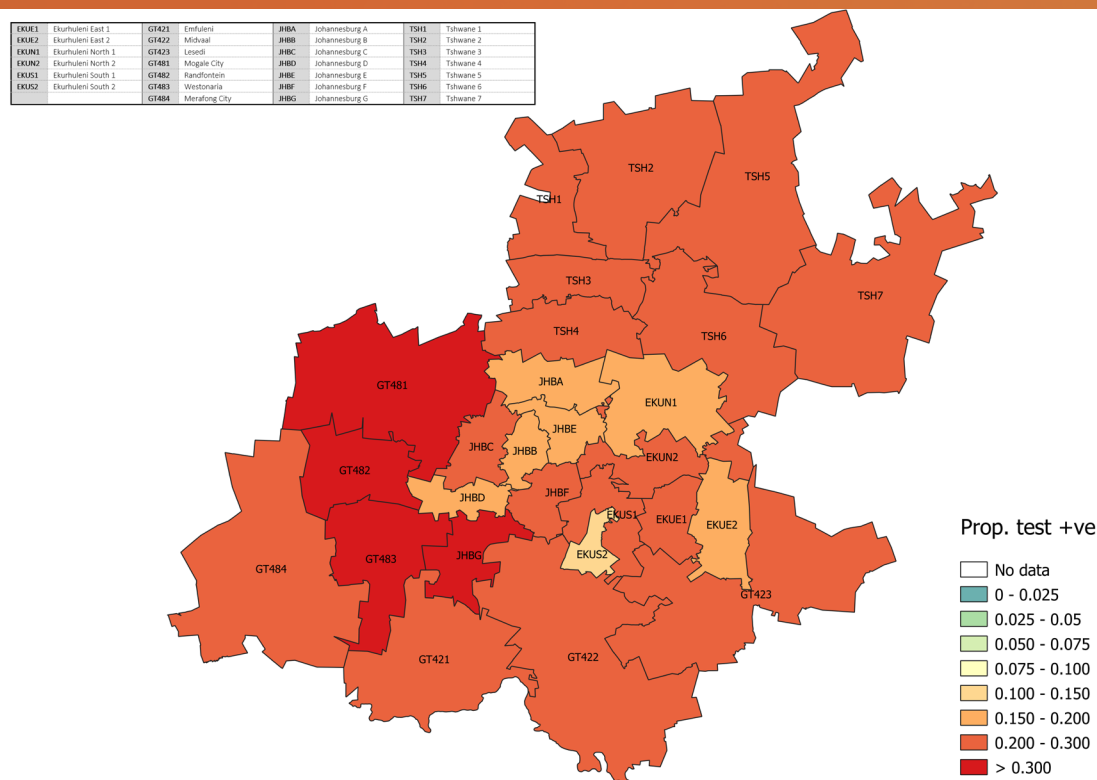 EKUE1 Ekurhuleni East 1 GT421 Emfuleni JHBA Johannesburg A TSH1 Tshwane 1
EKUE2 Ekurhuleni East 2 GT422 Midvaal JHBB Johannesburg B TSH2 Tshwane 2
EKUN1 Ekurhuleni North 1 GT423 Lesedi JHBC Johannesburg C TSH3 Tshwane 3
EKUN2 Ekurhuleni North 2 GT481 Mogale City JHBD Johannesburg D TSH4 Tshwane 4
EKUS1 Ekurhuleni South 1 GT482 Randfontein JHBE Johannesburg E TSH5 Tshwane 5
EKUS2 Ekurhuleni South 2 GT483 Westonaria JHBF Johannesburg F TSH6 Tshwane 6
GT484 Merafong City JHBG Johannesburg G TSH7 Tshwane 7
TSH2
TSH5
TSH1
TSH3
TSH7
TSH4
TSH6
GT481
JHBA
EKUN1
JHBE
JHBC
JHBB
EKUN2
GT482
JHBD
JHBF
EKUS1
EKUE1
EKUE2
GT483
JHBG
EKUS2
GT484
GT423
GT421
GT422
Prop. test +ve
No data
0 - 0.025
0.025 - 0.05
0.050 - 0.075
0.075 - 0.100
0.100 - 0.150
0.150 - 0.200
0.200 - 0.300
> 0.300